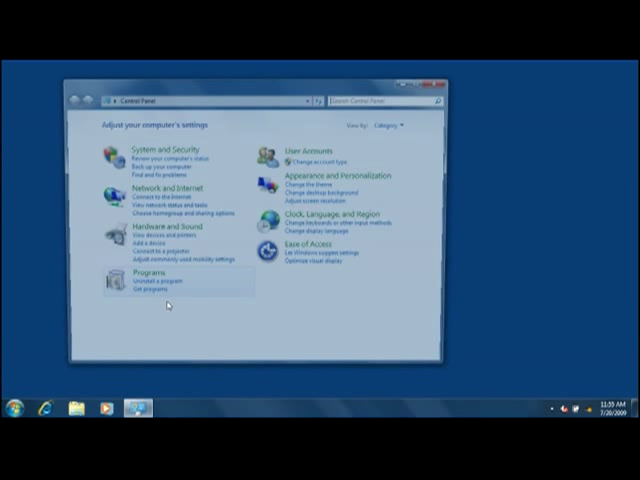 Control Panel
Search Control Panel
Adjust your computer's settings
View by: Category
System and Security
Review your computer's status
Back up your computer
Find and fix problems
Network and Internet
Connect to the Internet
View network status and tasks
Choose homegroup and sharing options
Hardware and Sound
View devices and printers
Add a device
Connect to a projector
Adjust commonly used mobility settings
Programs
Uninstall a program
Get programs
User Accounts
Change account type
Appearance and Personalization
Change the theme
Change desktop background
Adjust screen resolution
Clock, Language, and Region
Change keyboards or other input methods
Change display language
Ease of Access
Let Windows suggest settings
Optimize visual display
11:55 AM
7/20/2009